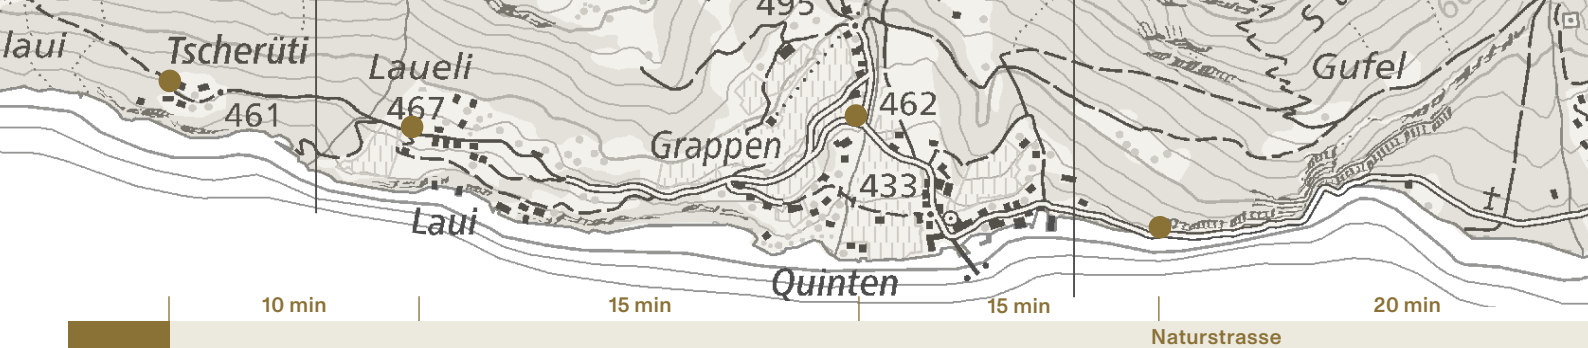 495
laui
Tscherüti
Laueli
Gufel
461
467
462
Grappen
433
Laui
Quinten
10 min
15 min
15 min
20 min
Naturstrasse